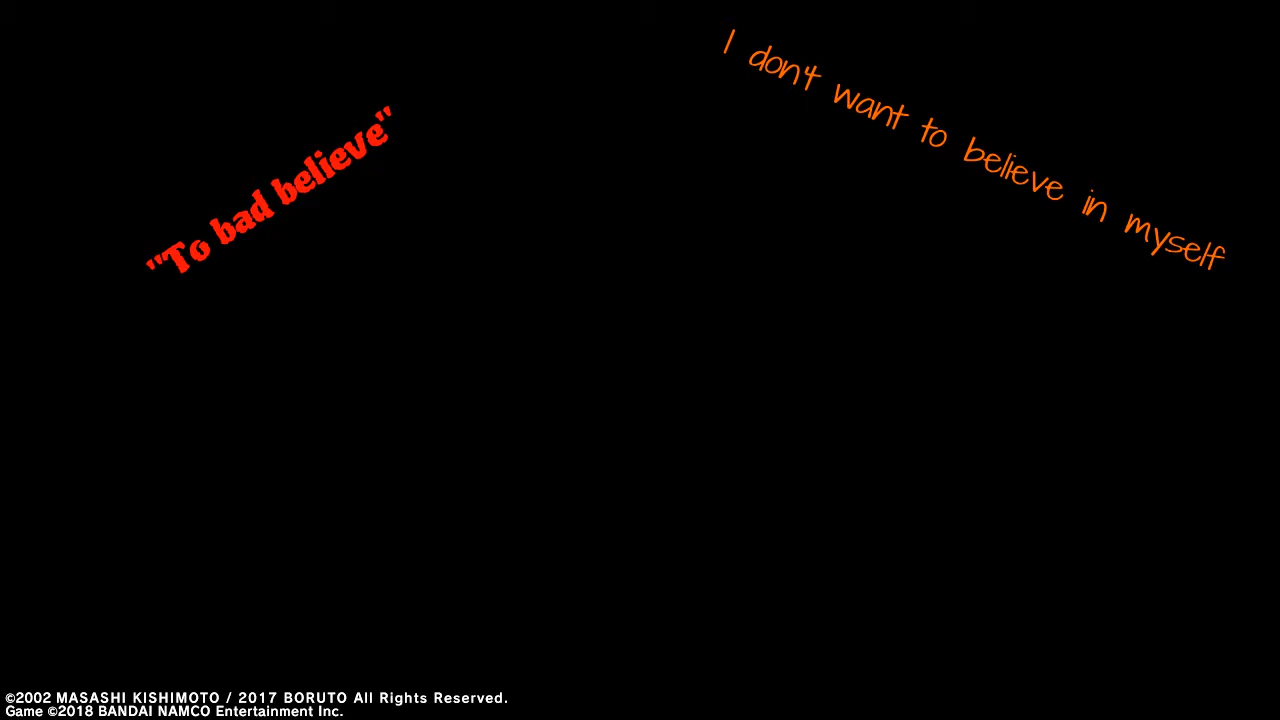 I don't want to believe in myself
"To bad believe"
©2002 MASASHI KISHIMOTO / 2017 BORUTO All Rights Reserved.
Game ©2018 BANDAI NAMCO Entertainment Inc.